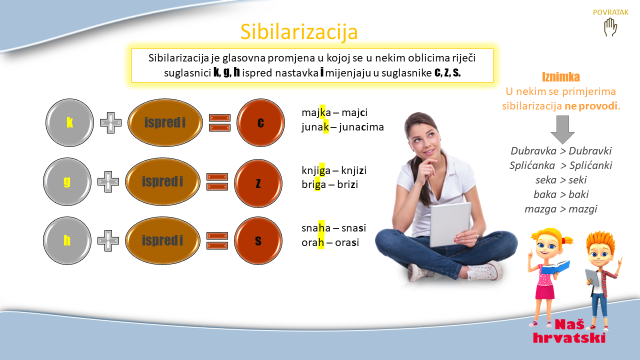 POVRATAK
Sibilarizacija
Sibilarizacija je glasovna promjena u kojoj se u nekim oblicima riječi
suglasnici k, g, h ispred nastavka i mijenjaju u suglasnike c, z, s.
k
ispred i
c
majka – majci
junak – junacima
g
ispred i
z
knjiga – knjizi
briga – brizi
h
ispred i
s
snaha – snasi
orah – orasi
Iznimka
U nekim se primjerima
sibilarizacija ne provodi.
Dubravka > Dubravki
Splićanka > Splićanki
seka > seki
baka > baki
mazga > mazgi
Naš
hrvatski